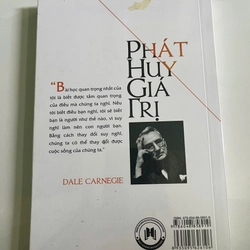 PHÁT
HUY
GIÁ
TRỊ
“Bài học quan trọng nhất của
tôi là biết được tầm quan trọng
của điều mà chúng ta nghĩ. Nếu
tôi biết điều bạn nghĩ, tôi sẽ biết
bạn là người như thế nào, vì suy
nghĩ làm nên con người bạn.
Bằng cách thay đổi suy nghĩ,
chúng ta có thể thay đổi được
cuộc sống của chúng ta.”
DALE CARNEGIE